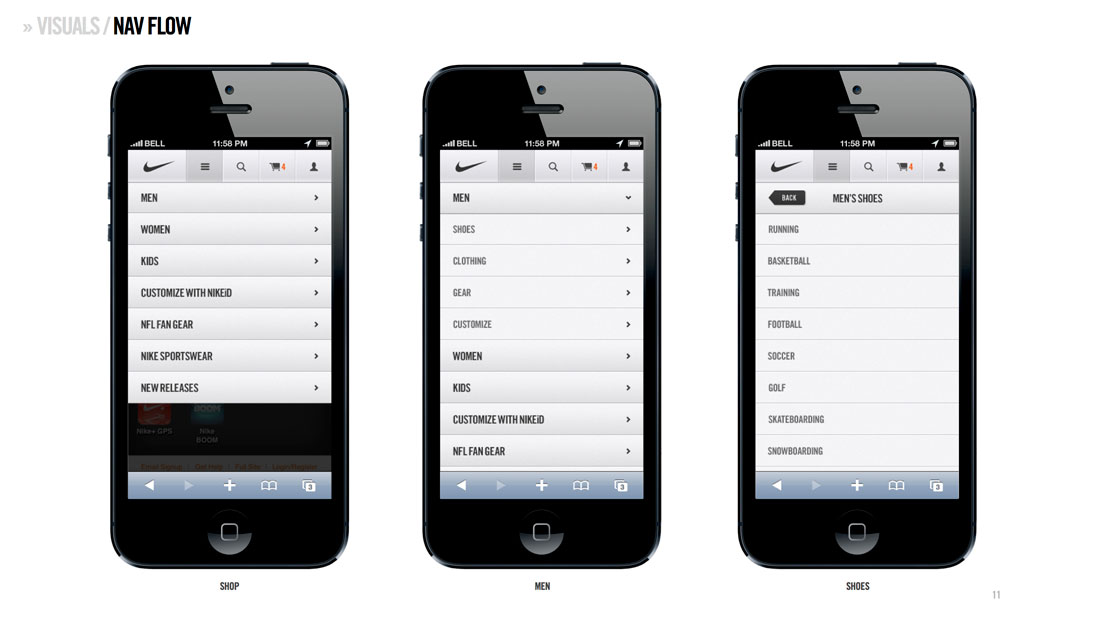 » VISUALS / NAV FLOW
BELL 11:58 PM
4
MEN
WOMEN
KIDS
CUSTOMIZE WITH NIKEiD
NFL FAN GEAR
NIKE SPORTSWEAR
NEW RELEASES
BOOM
Nike+ GPS
Nike
BOOM
Email Signup | Get Help | Full Site | Login/Register
3
SHOP
BELL 11:58 PM
4
MEN
SHOES
CLOTHING
GEAR
CUSTOMIZE
WOMEN
KIDS
CUSTOMIZE WITH NIKEiD
NFL FAN GEAR
3
MEN
BELL 11:58 PM
4
BACK MEN'S SHOES
RUNNING
BASKETBALL
TRAINING
FOOTBALL
SOCCER
GOLF
SKATEBOARDING
SNOWBOARDING
3
SHOES
11